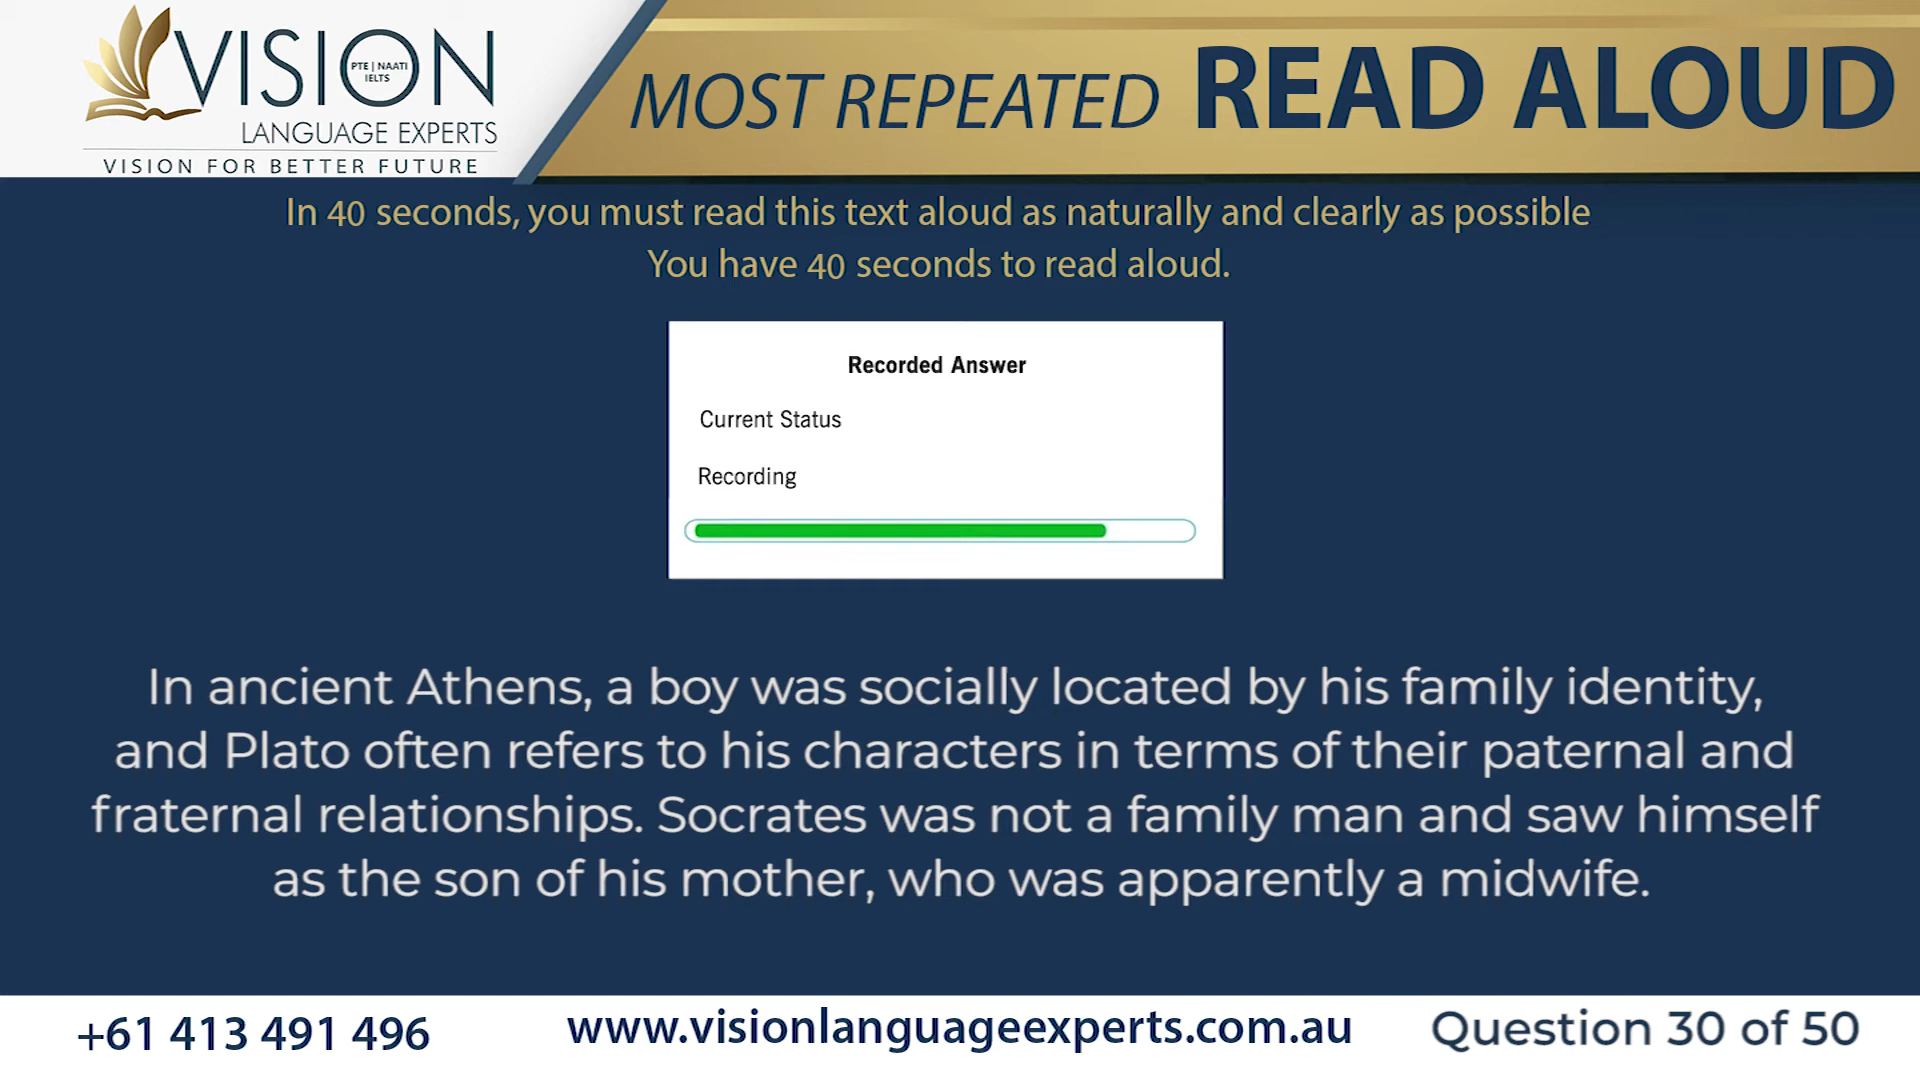 VISION
PTE | NAATI
IELTS
LANGUAGE EXPERTS
VISION FOR BETTER FUTURE
MOST REPEATED READ ALOUD
In 40 seconds, you must read this text aloud as naturally and clearly as possible
You have 40 seconds to read aloud.
Recorded Answer
Current Status
Recording
In ancient Athens, a boy was socially located by his family identity,
and Plato often refers to his characters in terms of their paternal and
fraternal relationships. Socrates was not a family man and saw himself
as the son of his mother, who was apparently a midwife.
+61 413 491 496
www.visionlanguageexperts.com.au
Question 30 of 50